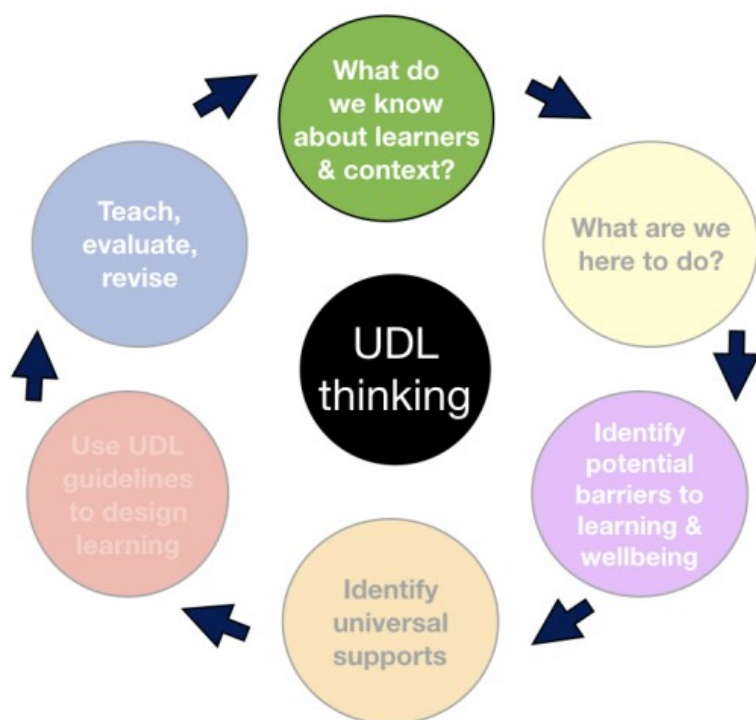 What do
we know
about learners
& context?
What are we
here to do?
Identify
potential
barriers to
learning &
wellbeing
Identify
universal
supports
Use UDL
guidelines
to design
learning
Teach,
evaluate,
revise
UDL
thinking